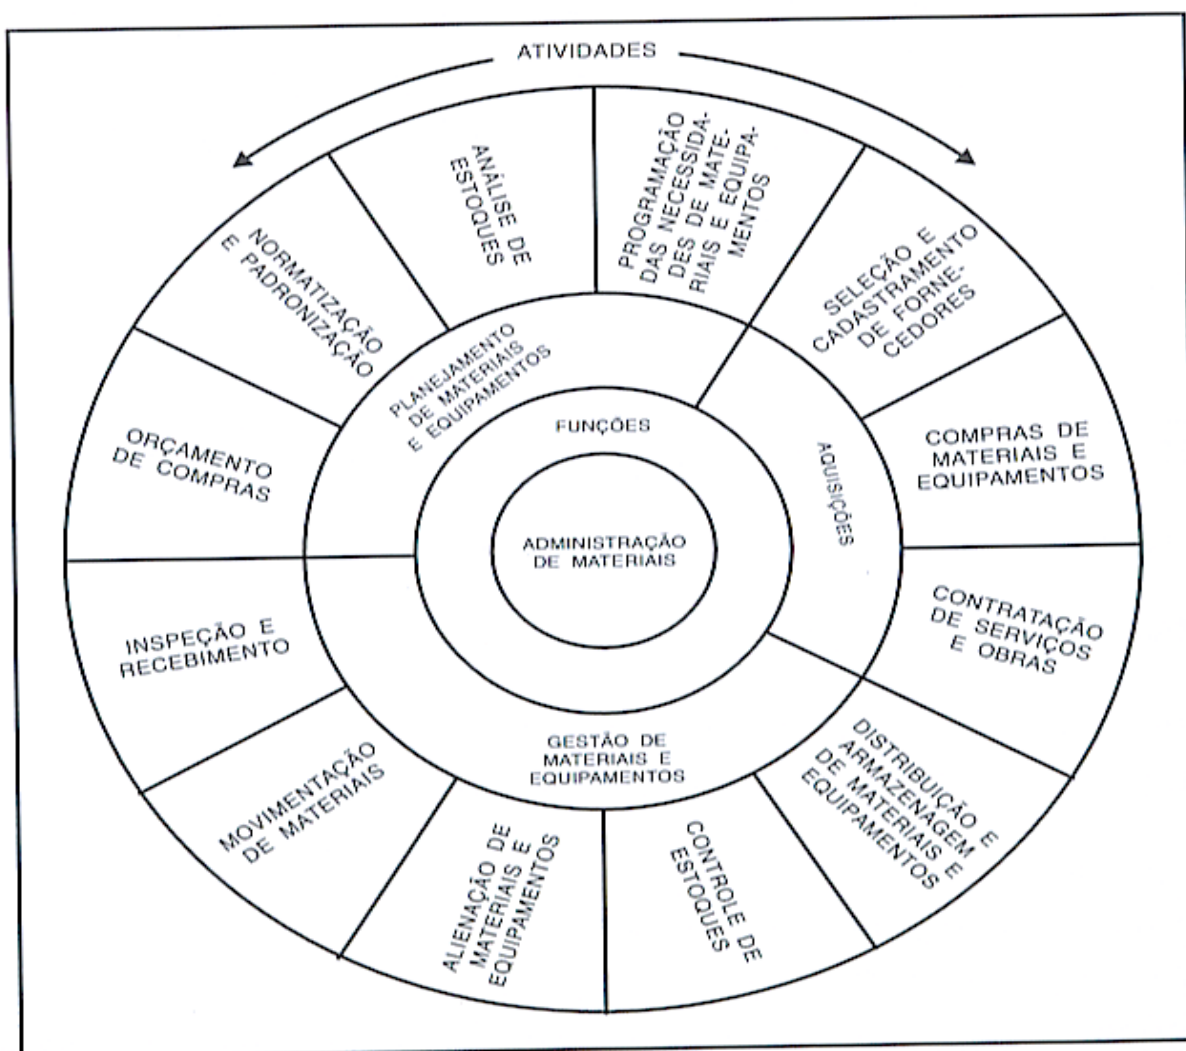 ATIVIDADES
ANÁLISE DE
ESTOQUES
PROGRAMAÇÃO
DAS NECESSIDA-
DES DE MATE-
RIAIS E EQUIPA-
MENTOS
SELEÇÃO E
CADASTRAMENTO
DE FORNE-
CEDORES
COMPRAS DE
MATERIAIS E
EQUIPAMENTOS
CONTRATAÇÃO
DE SERVIÇOS
E OBRAS
DISTRIBUIÇÃO E
ARMAZENAGEM
DE MATERIAIS E
EQUIPAMENTOS
CONTROLE DE
ESTOQUES
ALIENAÇÃO DE
MATERIAIS E
EQUIPAMENTOS
MOVIMENTAÇÃO
DE MATERIAIS
INSPEÇÃO E
RECEBIMENTO
ORÇAMENTO
DE COMPRAS
NORMATIZAÇÃO
E PADRONIZAÇÃO
PLANEJAMENTO
DE MATERIAIS
E EQUIPAMENTOS
AQUISIÇÕES
GESTÃO DE
MATERIAIS E
EQUIPAMENTOS
FUNÇÕES
ADMINISTRAÇÃO
DE MATERIAIS